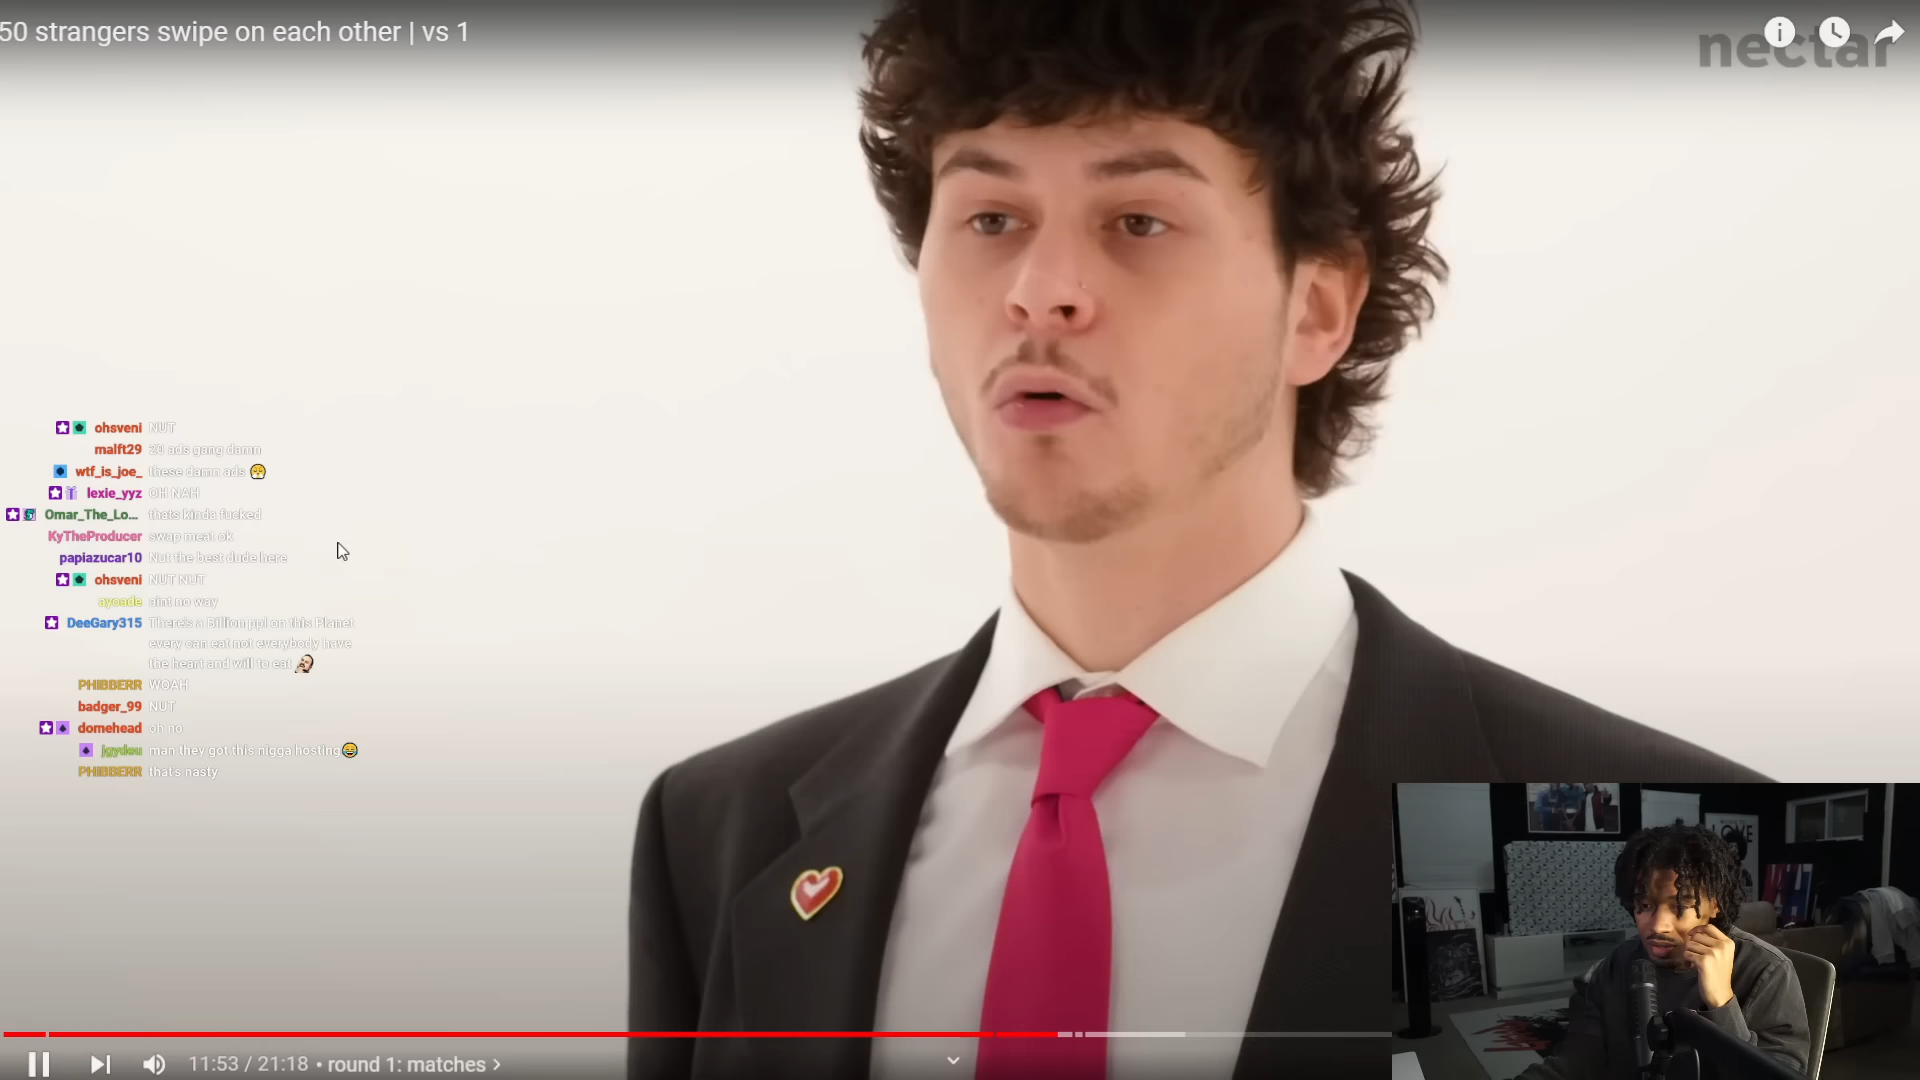 50 strangers swipe on each other | vs 1
nectar
ohsveni NUT
malft29 20 ads gang damn
wtf_is_joe_ these damn ads
lexie_yyz OH NAH
Omar_The_Lo... thats kinda fucked
KyTheProducer swap meat ok
papiazucar10 Nut the best dude here
ohsveni NUT NUT
ayoade aint no way
DeeGary315 There's a Billion ppl on this Planet
every can eat not everybody have
the heart and will to eat
PHIBBERR WOAH
badger_99 NUT
domehead oh no
jgydou man they got this nigga hosting
PHIBBERR that's nasty
LOVE
11:53 / 21:18 • round 1: matches >